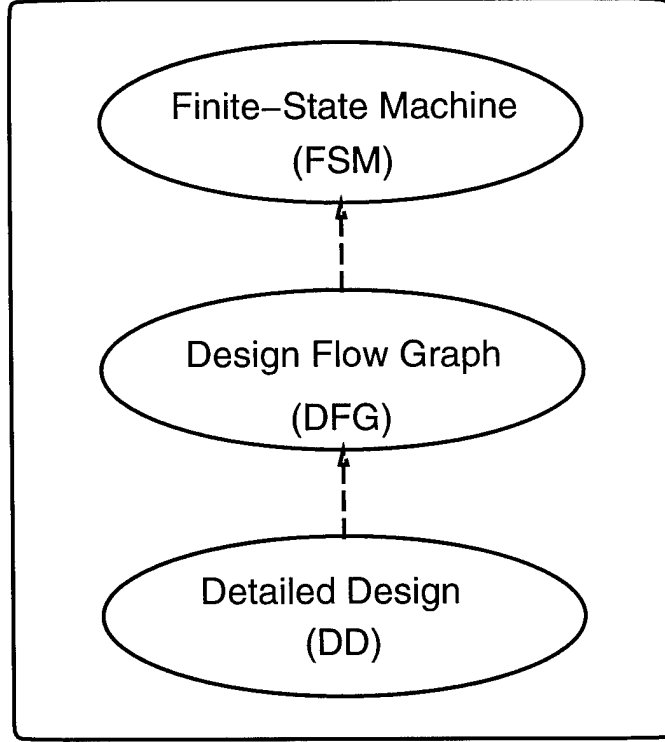 Finite–State Machine
(FSM)
Design Flow Graph
(DFG)
Detailed Design
(DD)